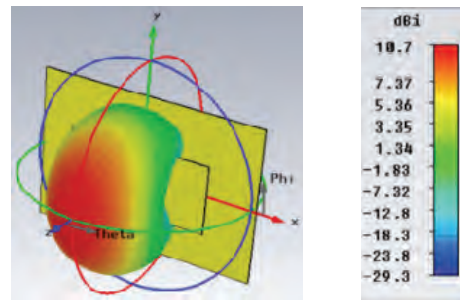 y
Phi
x
z
Theta
dBi
10.7
7.37
5.36
3.35
1.34
-1.83
-7.32
-12.8
-18.3
-23.8
-29.3